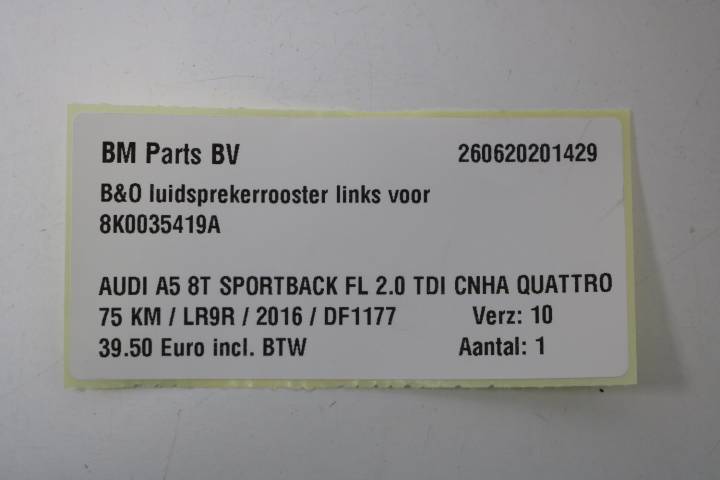 BM Parts BV 260620201429
B&O luidsprekerrooster links voor
8K0035419A
AUDI A5 8T SPORTBACK FL 2.0 TDI CNHA QUATTRO
75 KM / LR9R / 2016 / DF1177 Verz: 10
39.50 Euro incl. BTW Aantal: 1